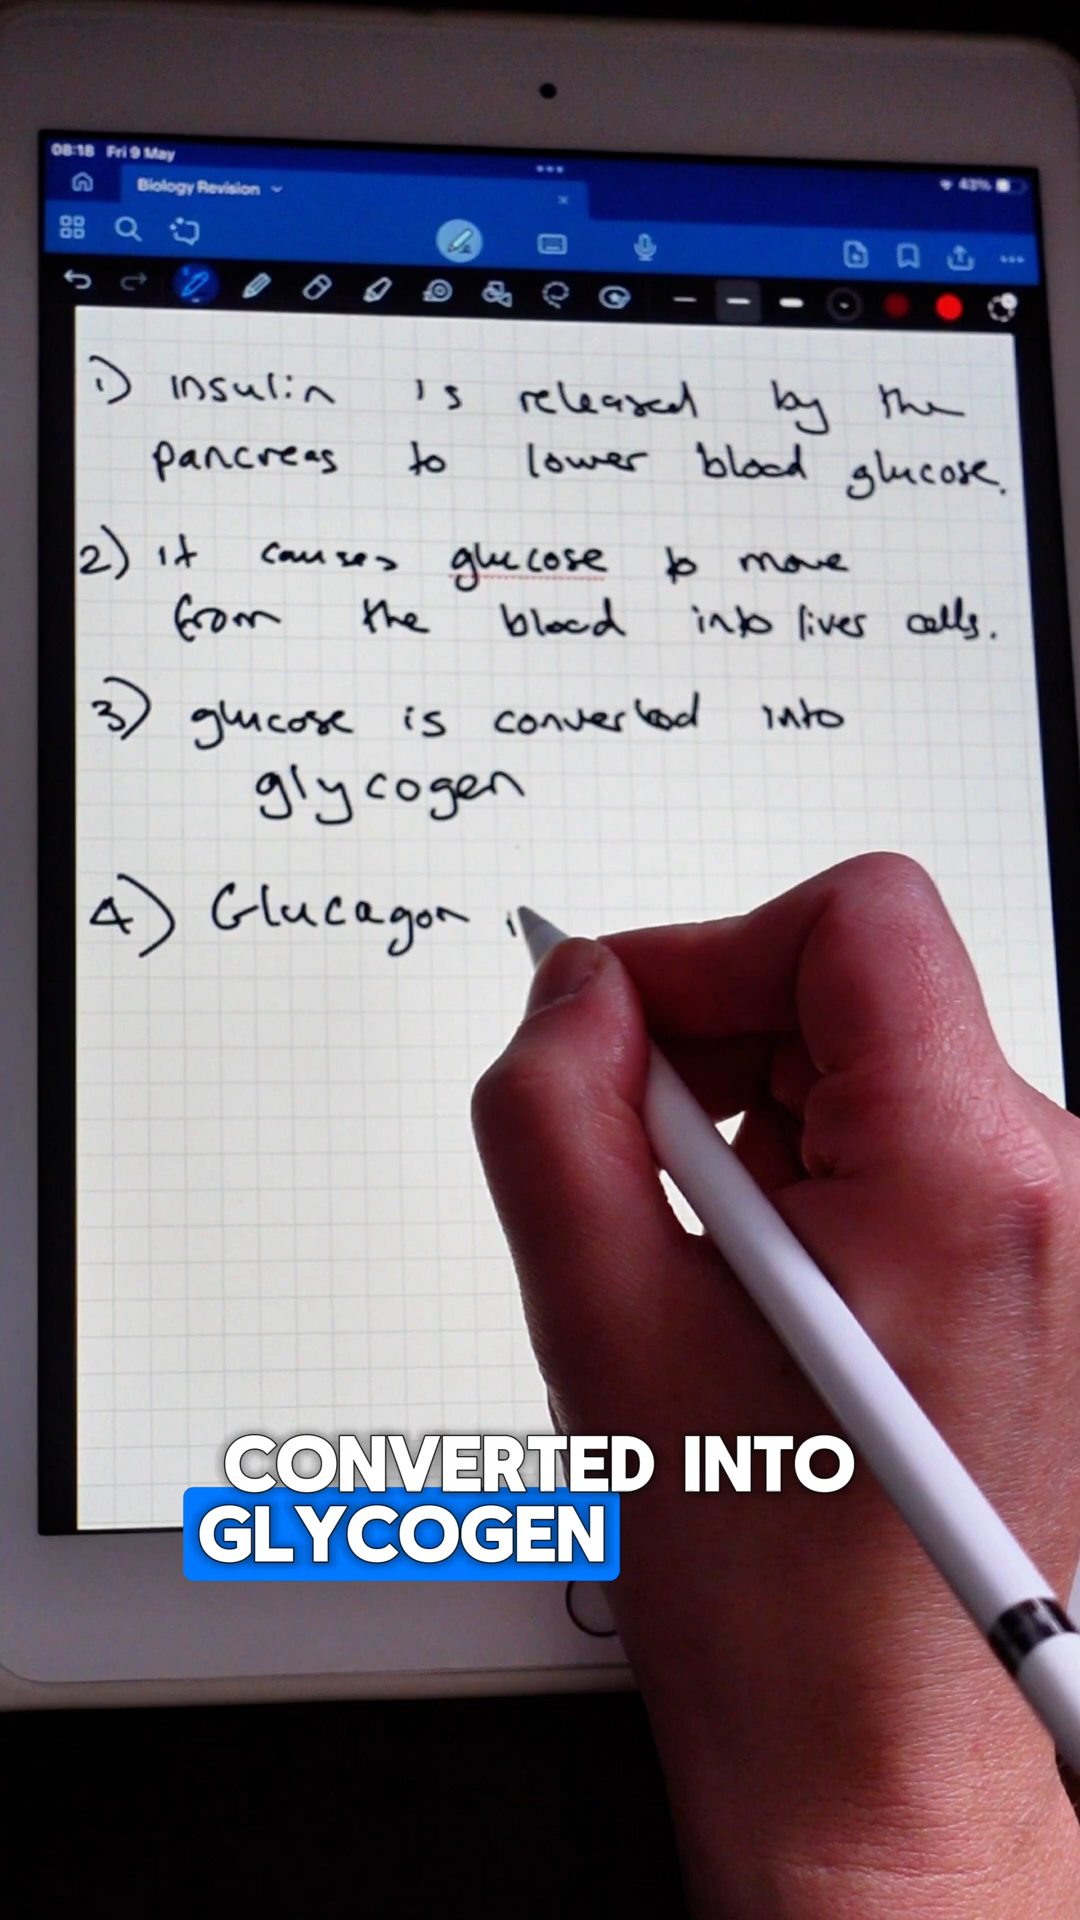 08:18 Fri 9 May
43%
Biology Revision
1) insulin is released by the
pancreas to lower blood glucose.
2) it causes glucose to move
from the blood into liver cells.
3) glucose is converted into
glycogen
4) Glucagon i
CONVERTED INTO
GLYCOGEN